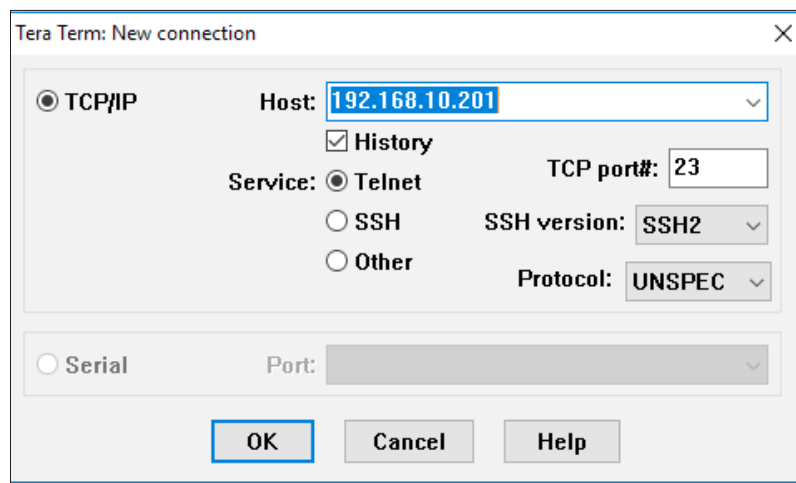 Tera Term: New connection
TCP/IP Host: 192.168.10.201
History
Service: Telnet TCP port#: 23
SSH SSH version: SSH2
Other Protocol: UNSPEC
Serial Port:
OK Cancel Help